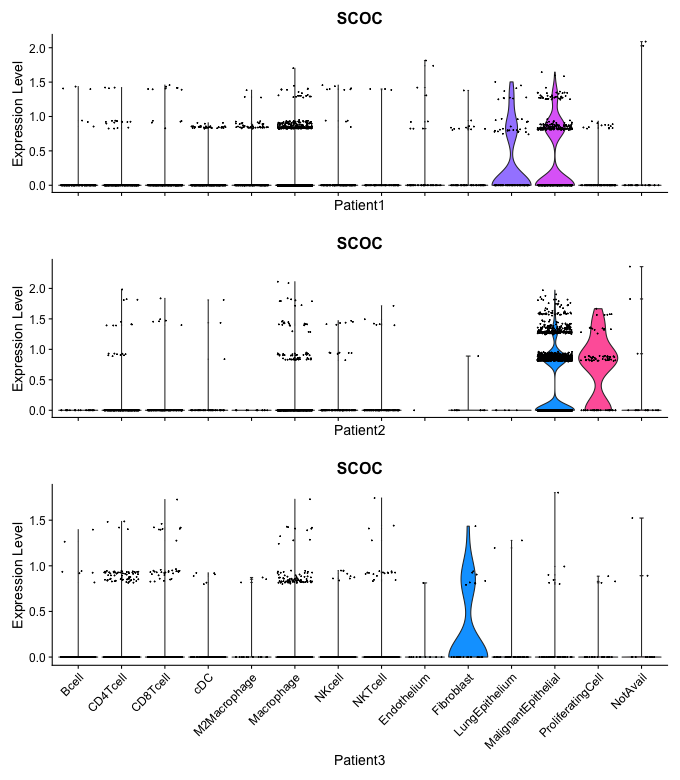 SCOC
Expression Level
2.0
1.5
1.0
0.5
0.0
Patient1
SCOC
Expression Level
2.0
1.5
1.0
0.5
0.0
Patient2
SCOC
Expression Level
1.5
1.0
0.5
0.0
Bcell
CD4Tcell
CD8Tcell
cDC
M2Macrophage
Macrophage
NKcell
NKTcell
Endothelium
Fibroblast
LungEpithelium
MalignantEpithelial
ProliferatingCell
NotAvail
Patient3